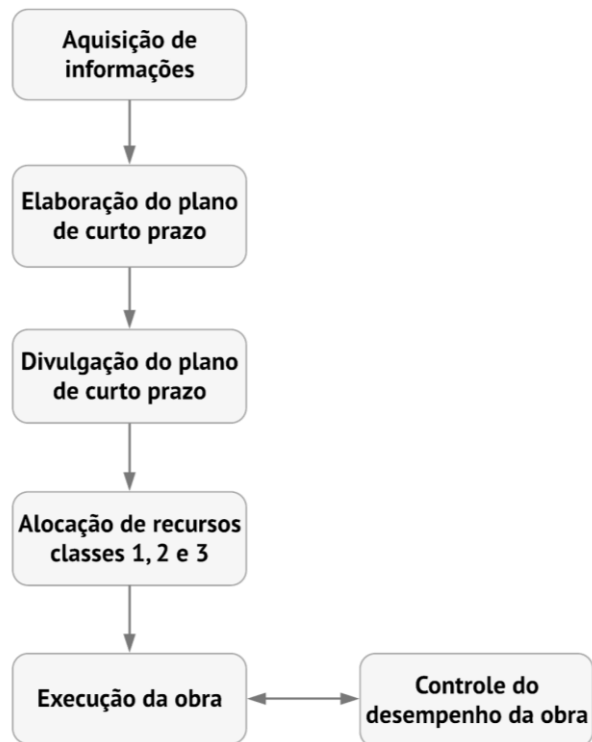 Aquisição de
informações
Elaboração do plano
de curto prazo
Divulgação do plano
de curto prazo
Alocação de recursos
classes 1, 2 e 3
Execução da obra
Controle do
desempenho da obra